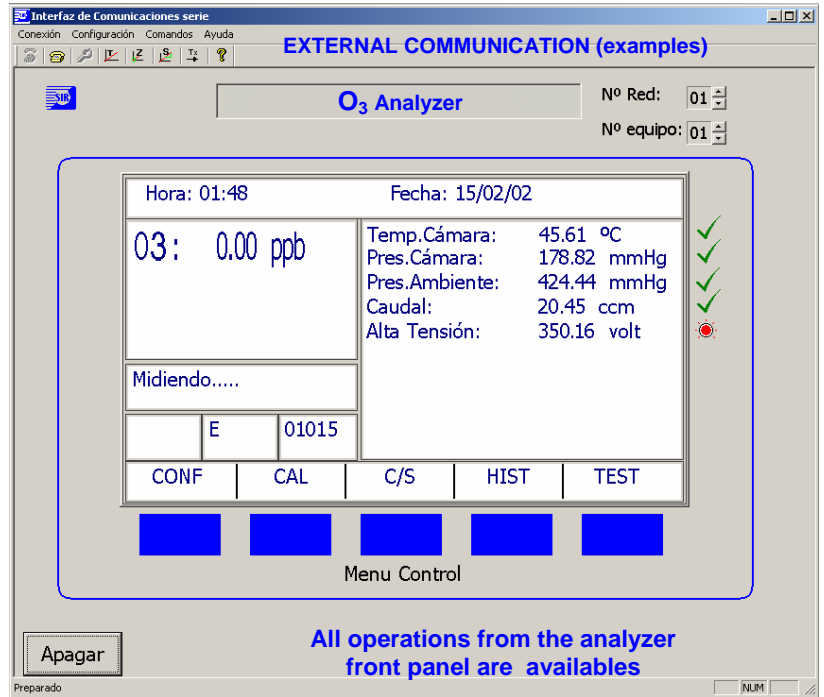 Interfaz de Comunicaciones serie
Conexión Configuración Comandos Ayuda
EXTERNAL COMMUNICATION (examples)
SIR
O3 Analyzer
Nº Red: 01
Nº equipo: 01
Hora: 01:48 Fecha: 15/02/02
O3: 0.00 ppb
Temp.Cámara: 45.61 ºC
Pres.Cámara: 178.82 mmHg
Pres.Ambiente: 424.44 mmHg
Caudal: 20.45 ccm
Alta Tensión: 350.16 volt
Midiendo.....
E 01015
CONF CAL C/S HIST TEST
Menu Control
Apagar
All operations from the analyzer
front panel are availables
Preparado NUM